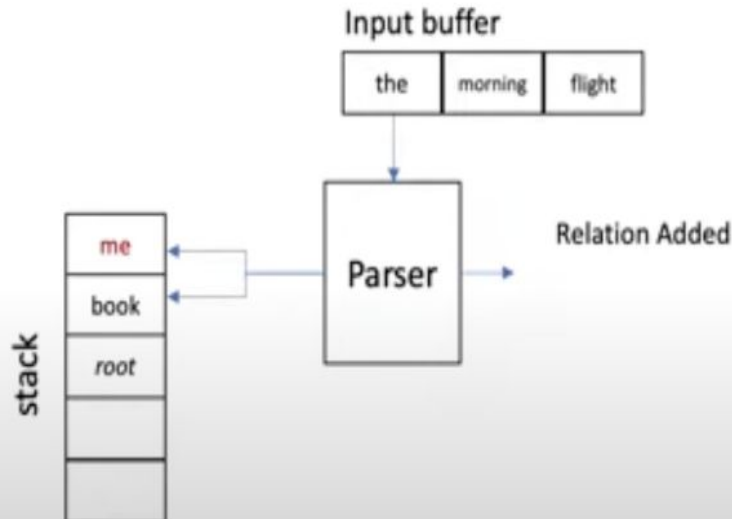 Input buffer
the morning flight
Relation Added
Parser
me
book
root
stack